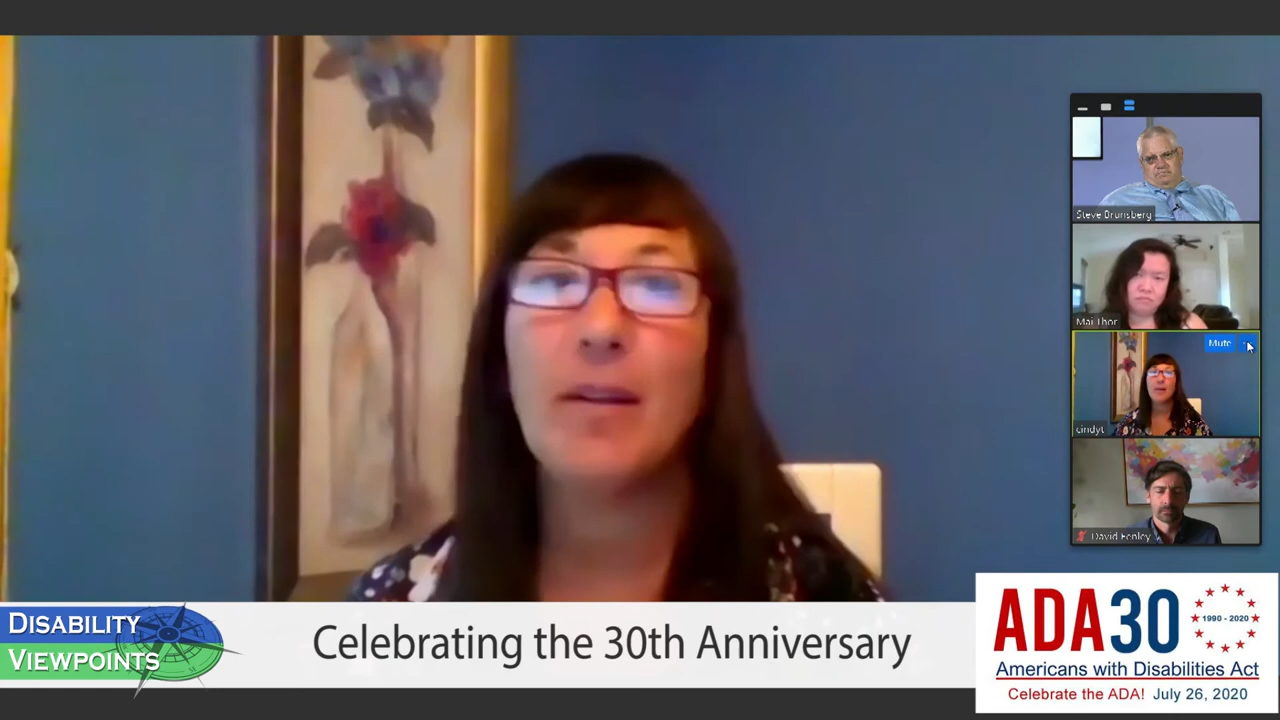 Steve Brunsberg
Mai Thor
Mute
cindyt
David Fenley
DISABILITY
VIEWPOINTS
Celebrating the 30th Anniversary
ADA30
1990 - 2020
Americans with Disabilities Act
Celebrate the ADA! July 26, 2020